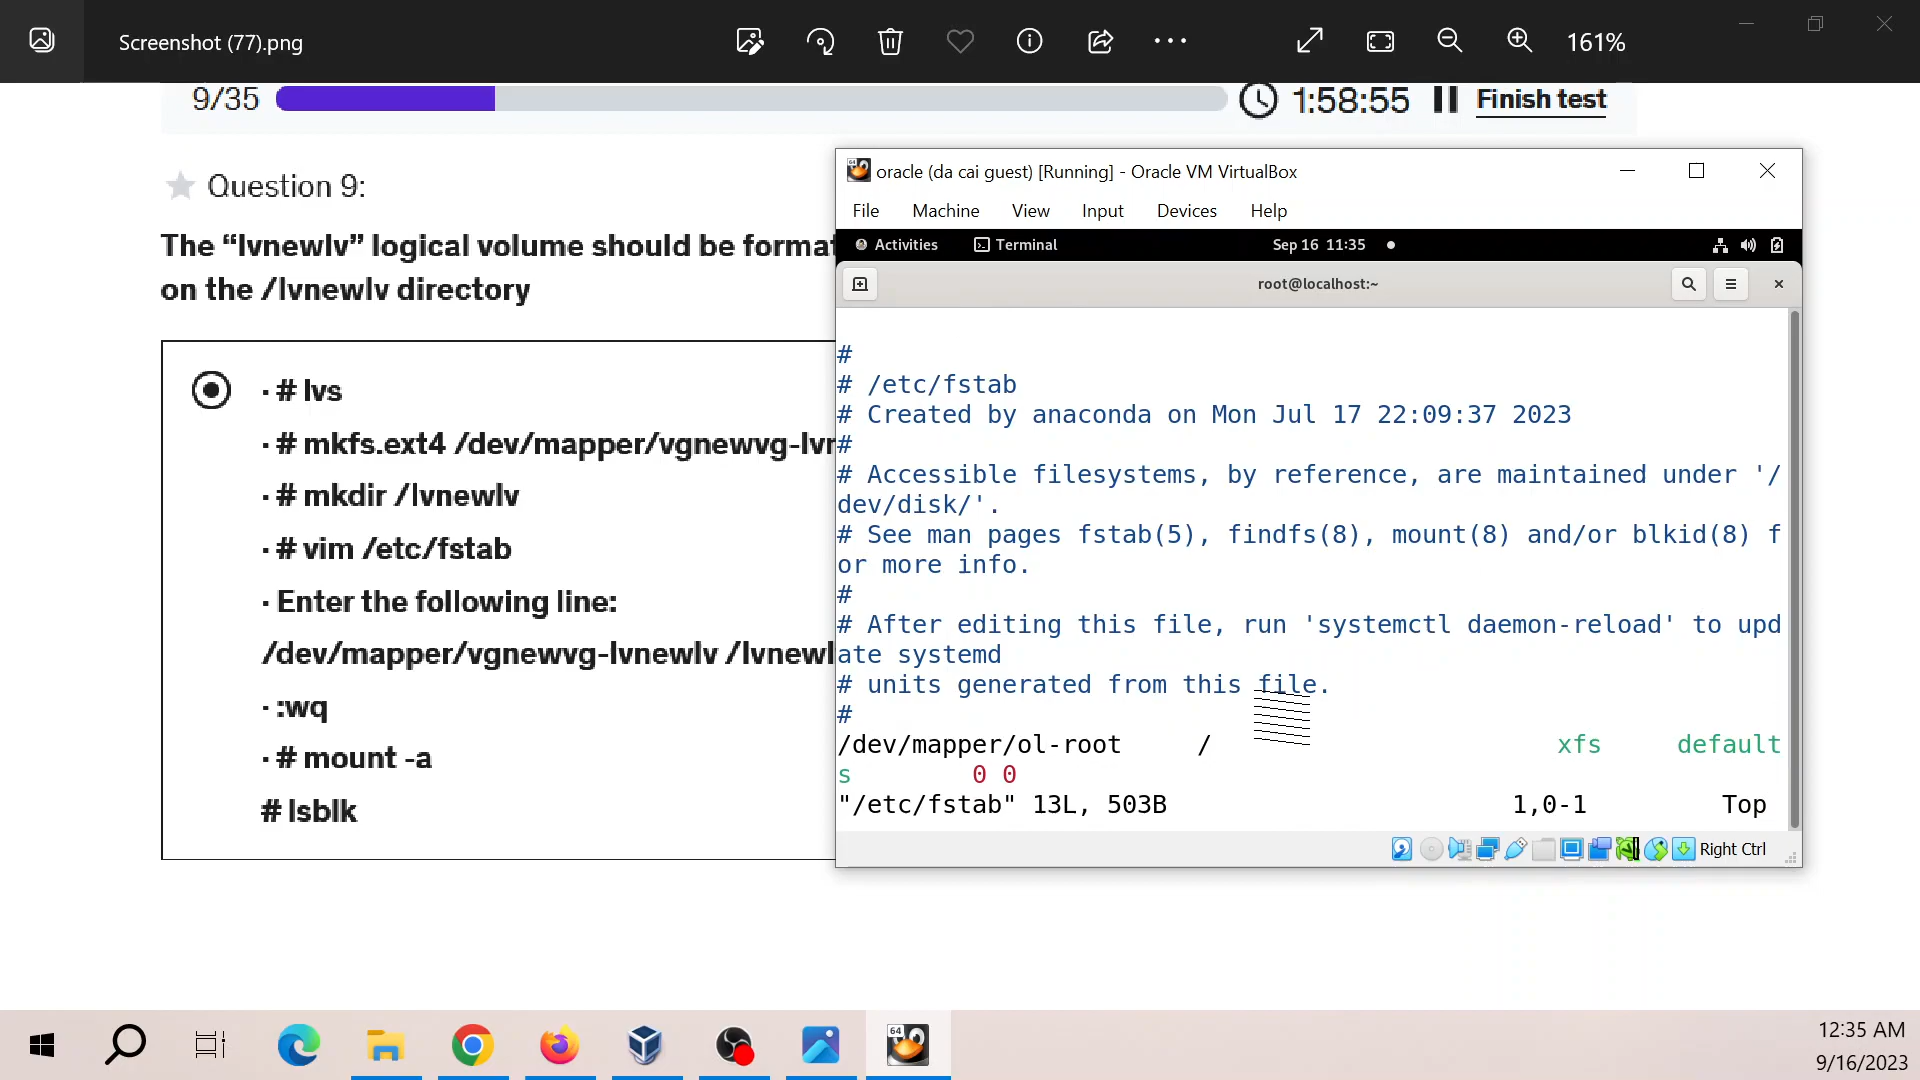 Screenshot (77).png
161%
9/35
1:58:55
Finish test
Question 9:
The “lvnewlv” logical volume should be format
on the /lvnewlv directory
· # lvs
· # mkfs.ext4 /dev/mapper/vgnewvg-lvn
· # mkdir /lvnewlv
· # vim /etc/fstab
· Enter the following line:
/dev/mapper/vgnewvg-lvnewlv /lvnewl
· :wq
· # mount -a
# lsblk
64
oracle (da cai guest) [Running] - Oracle VM VirtualBox
File Machine View Input Devices Help
Activities Terminal Sep 16 11:35
root@localhost:~
#
# /etc/fstab
# Created by anaconda on Mon Jul 17 22:09:37 2023
#
# Accessible filesystems, by reference, are maintained under '/
dev/disk/'.
# See man pages fstab(5), findfs(8), mount(8) and/or blkid(8) f
or more info.
#
# After editing this file, run 'systemctl daemon-reload' to upd
ate systemd
# units generated from this file.
#
/dev/mapper/ol-root / xfs default
s 0 0
"/etc/fstab" 13L, 503B 1,0-1 Top
Right Ctrl
64
12:35 AM
9/16/2023